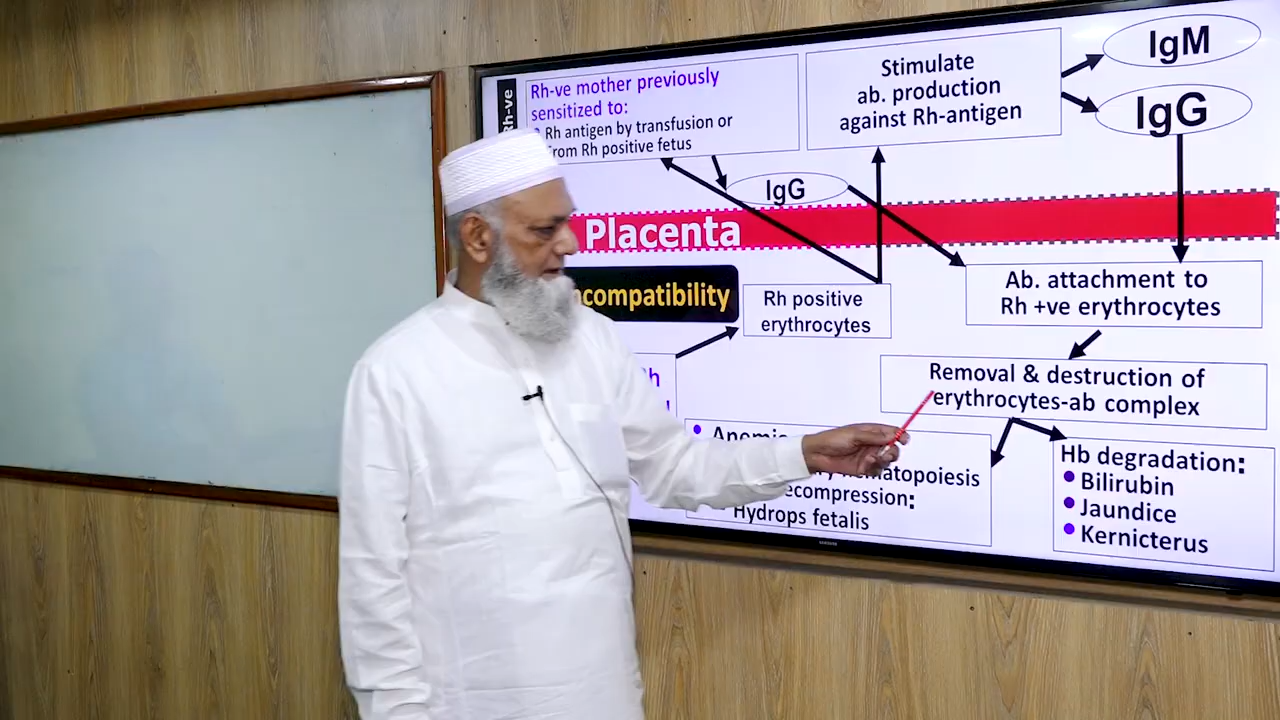 Rh-ve
Rh-ve mother previously
sensitized to:
Rh antigen by transfusion or
from Rh positive fetus
Stimulate
ab. production
against Rh-antigen
IgM
IgG
IgG
Placenta
Rh positive
erythrocytes
Ab. attachment to
Rh +ve erythrocytes
Removal & destruction of
erythrocytes-ab complex
Hydrops fetalis
Hb degradation:
• Bilirubin
• Jaundice
• Kernicterus